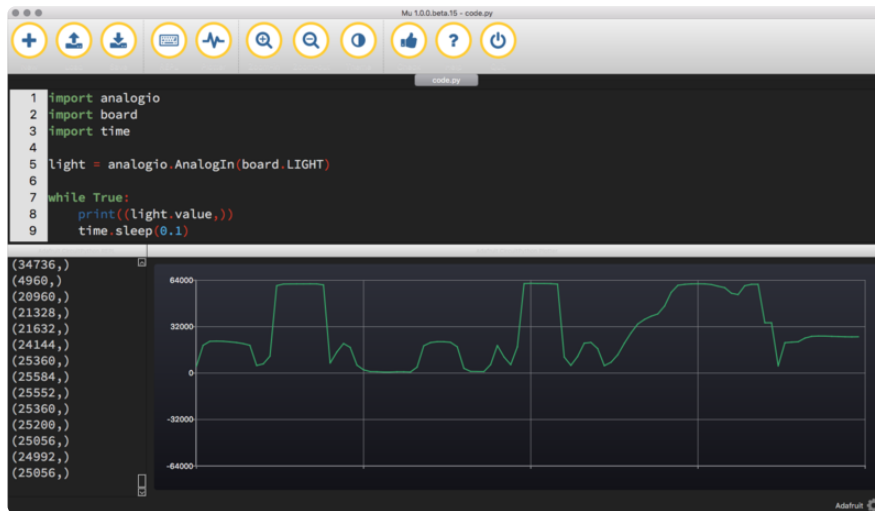 Mu 1.0.0.beta.15 - code.py
?
code.py
1 import analogio
2 import board
3 import time
4
5 light = analogio.AnalogIn(board.LIGHT)
6
7 while True:
8     print((light.value,))
9     time.sleep(0.1)
(34736,)
(4960,)
(20960,)
(21328,)
(21632,)
(24144,)
(25360,)
(25584,)
(25552,)
(25360,)
(25200,)
(25056,)
(24992,)
(25056,)
64000
32000
0
-32000
-64000
Adafruit